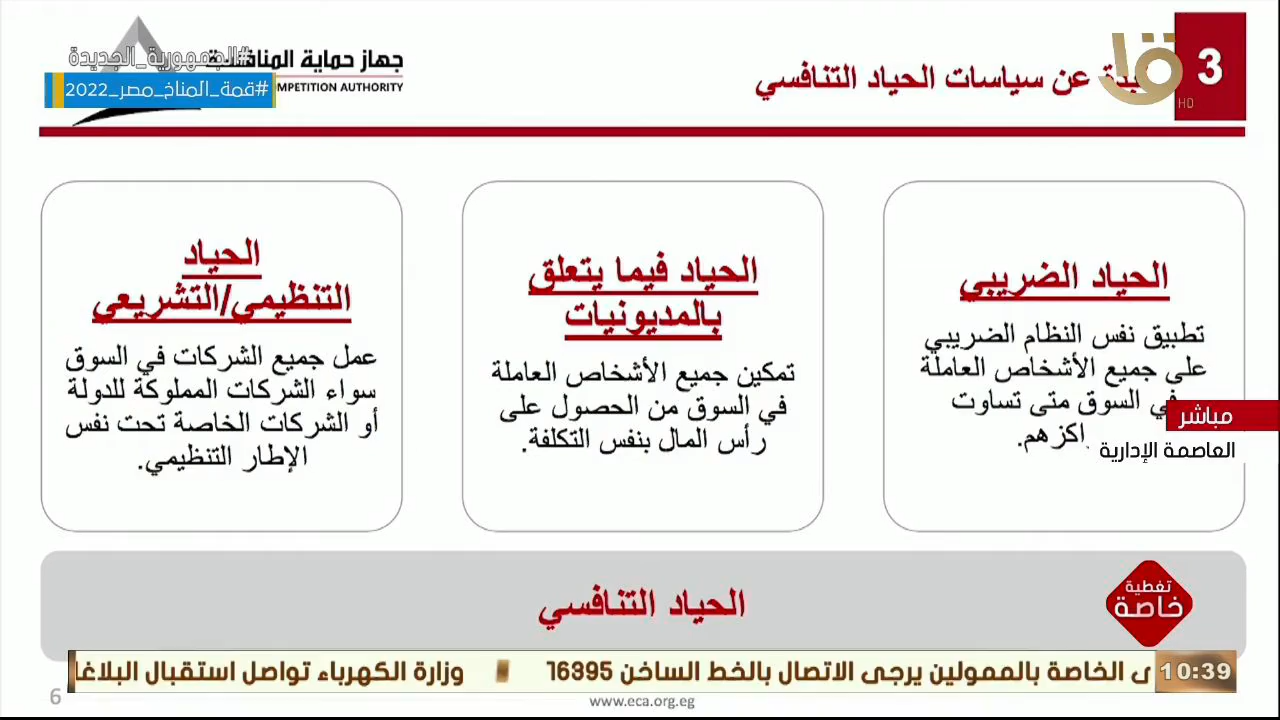 #الجمهورية_الجديدة
#قمة_المناخ_مصر_2022
جهاز حماية
AUTHORITY
3
عن سياسات الحياد التنافسي
HD
الحياد الضريبي
تطبيق نفس النظام الضريبي
على جميع الأشخاص العاملة
في السوق متى تساوت
الحياد فيما يتعلق
بالمديونيات
تمكين جميع الأشخاص العاملة
في السوق من الحصول على
رأس المال بنفس التكلفة.
الحياد
التنظيمي/التشريعي
عمل جميع الشركات في السوق
سواء الشركات المملوكة للدولة
أو الشركات الخاصة تحت نفس
الإطار التنظيمي.
مباشر
العاصمة الإدارية
الحياد التنافسي
تغطية
خاصة
10:39
الخاصة بالممولين يرجى الاتصال بالخط الساخن 16395
وزارة الكهرباء تواصل استقبال
6
www.eca.org.eg